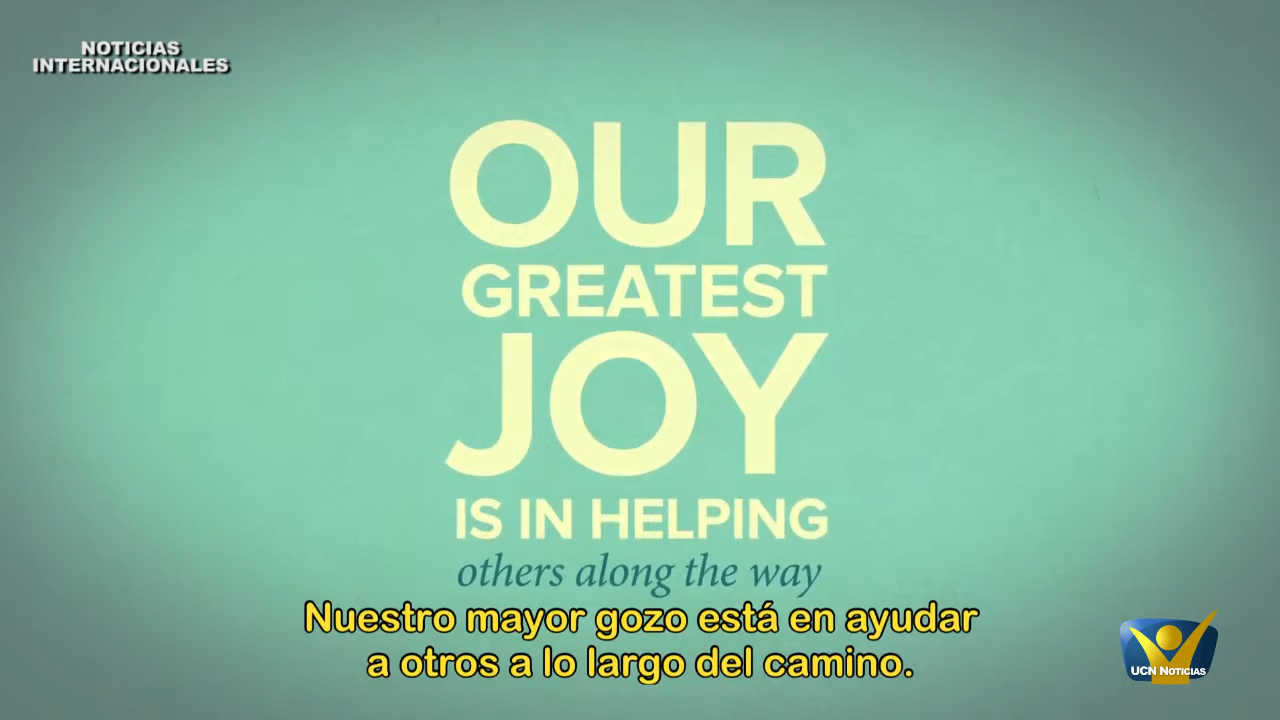 NOTICIAS
INTERNACIONALES
OUR
GREATEST
JOY
IS IN HELPING
others along the way
Nuestro mayor gozo está en ayudar
a otros a lo largo del camino.
UCN NOTICIAS